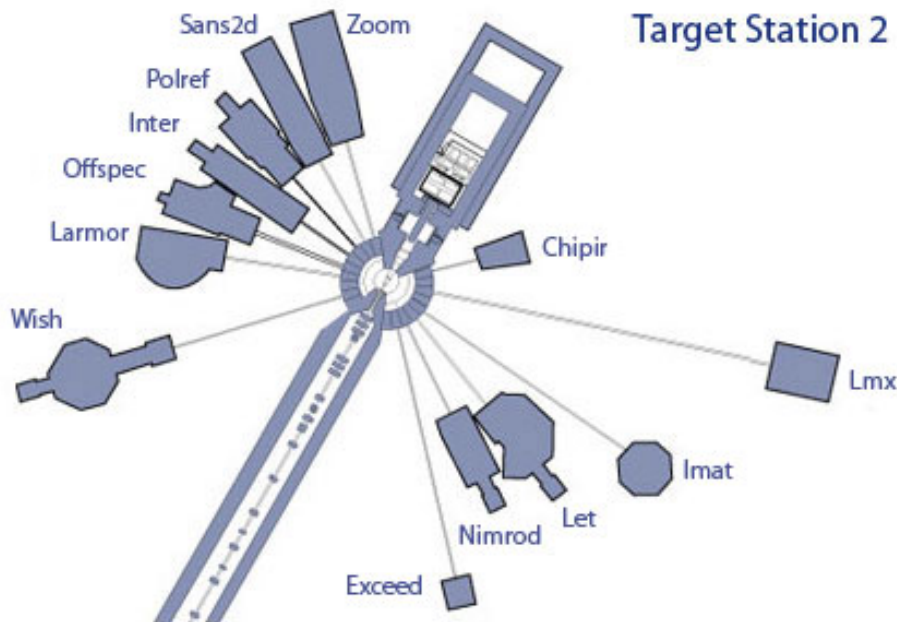 Target Station 2
Sans2d
Zoom
Polref
Inter
Offspec
Larmor
Chipir
Wish
Lmx
Imat
Let
Nimrod
Exceed